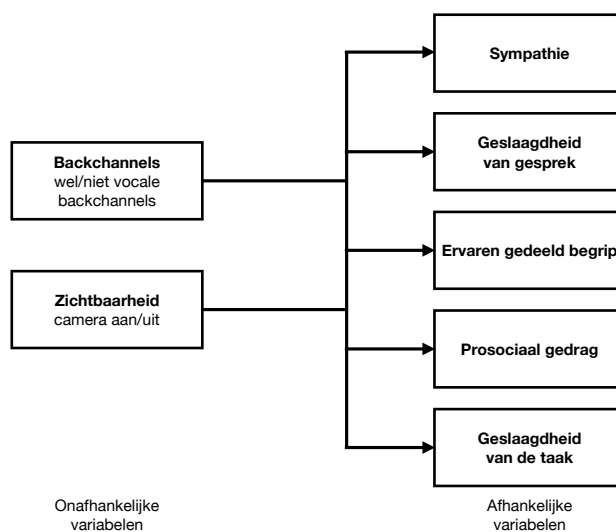 Backchannels
wel/niet vocale
backchannels
Zichtbaarheid
camera aan/uit
Onafhankelijke
variabelen
Sympathie
Geslaagdheid
van gesprek
Ervaren gedeeld begrip
Prosociaal gedrag
Geslaagdheid
van de taak
Afhankelijke
variabelen